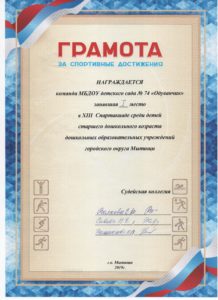 ГРАМОТА
ЗА СПОРТИВНЫЕ ДОСТИЖЕНИЯ
НАГРАЖДАЕТСЯ
команда МБДОУ детского сада № 74 «Одуванчик»
занявшая I место
в XIII Спартакиаде среди детей
старшего дошкольного возраста
дошкольных образовательных учреждений
городского округа Мытищи
Судейская коллегия
г.о. Мытищи
2019г.